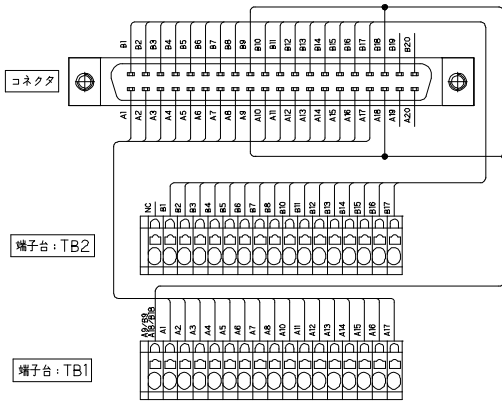 B1 B2 B3 B4 B5 B6 B7 B8 B9 B10 B11 B12 B13 B14 B15 B16 B17 B18 B19 B20
コネクタ
A1 A2 A3 A4 A5 A6 A7 A8 A9 A10 A11 A12 A13 A14 A15 A16 A17 A18 A19 A20
NC B1 B2 B3 B4 B5 B6 B7 B8 B10 B11 B12 B13 B14 B15 B16 B17
端子台:TB2
A9/B9
A18/B18
A1 A2 A3 A4 A5 A6 A7 A8 A10 A11 A12 A13 A14 A15 A16 A17
端子台:TB1